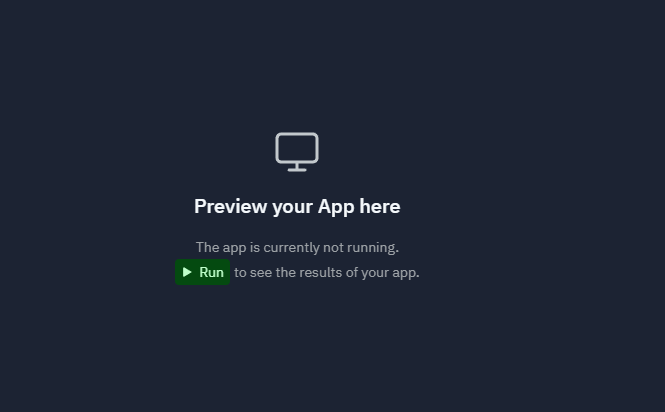 Preview your App here
The app is currently not running.
Run to see the results of your app.